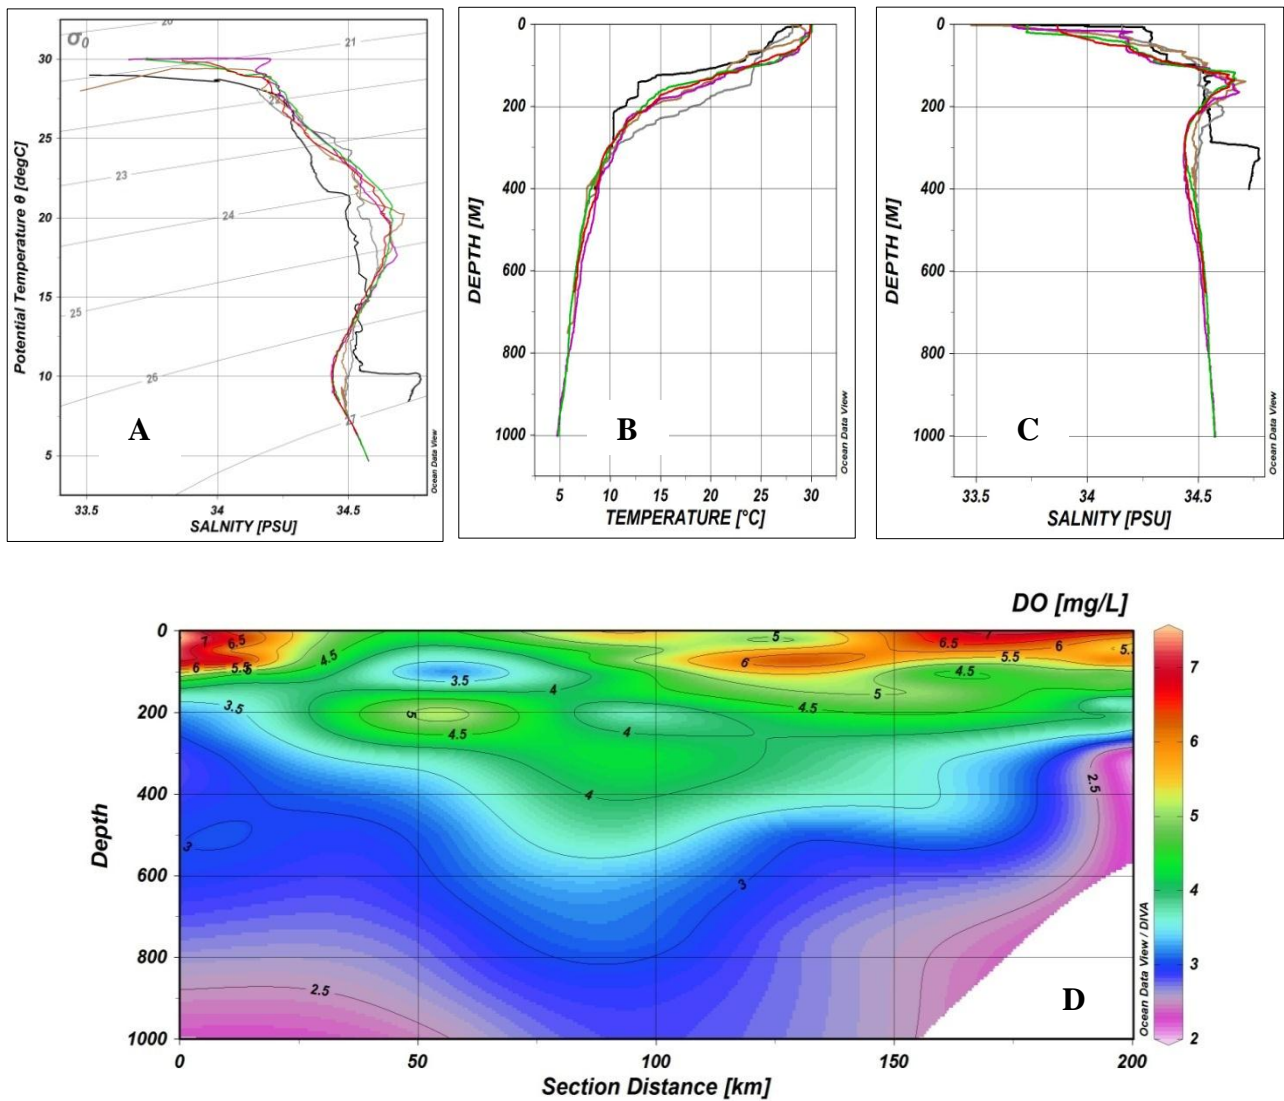 σ0
20
21
22
23
24
25
26
27
30
25
20
15
10
5
Potential Temperature θ [degC]
33.5 34 34.5
SALNITY [PSU]
A
Ocean Data View
0
200
400
600
800
1000
DEPTH [M]
5 10 15 20 25 30
TEMPERATURE [°C]
B
Ocean Data View
0
200
400
600
800
1000
DEPTH [M]
33.5 34 34.5
SALNITY [PSU]
C
Ocean Data View
DO [mg/L]
0
200
400
600
800
1000
Depth
7 6.5 6 5.5 4.5 3.5 4 5 6 6.5 7 6 5.5 5.
3.5 5 4.5 4 4.5 5 4.5
4 3 3 2.5 2.5
0 50 100 150 200
Section Distance [km]
D
Ocean Data View / DIVA
7
6
5
4
3
2